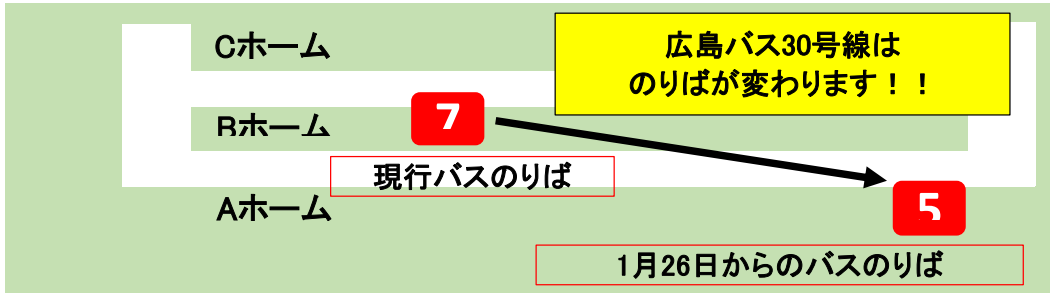 Cホーム
広島バス30号線は
のりばが変わります！！
Bホーム
7
現行バスのりば
Aホーム
5
1月26日からのバスのりば